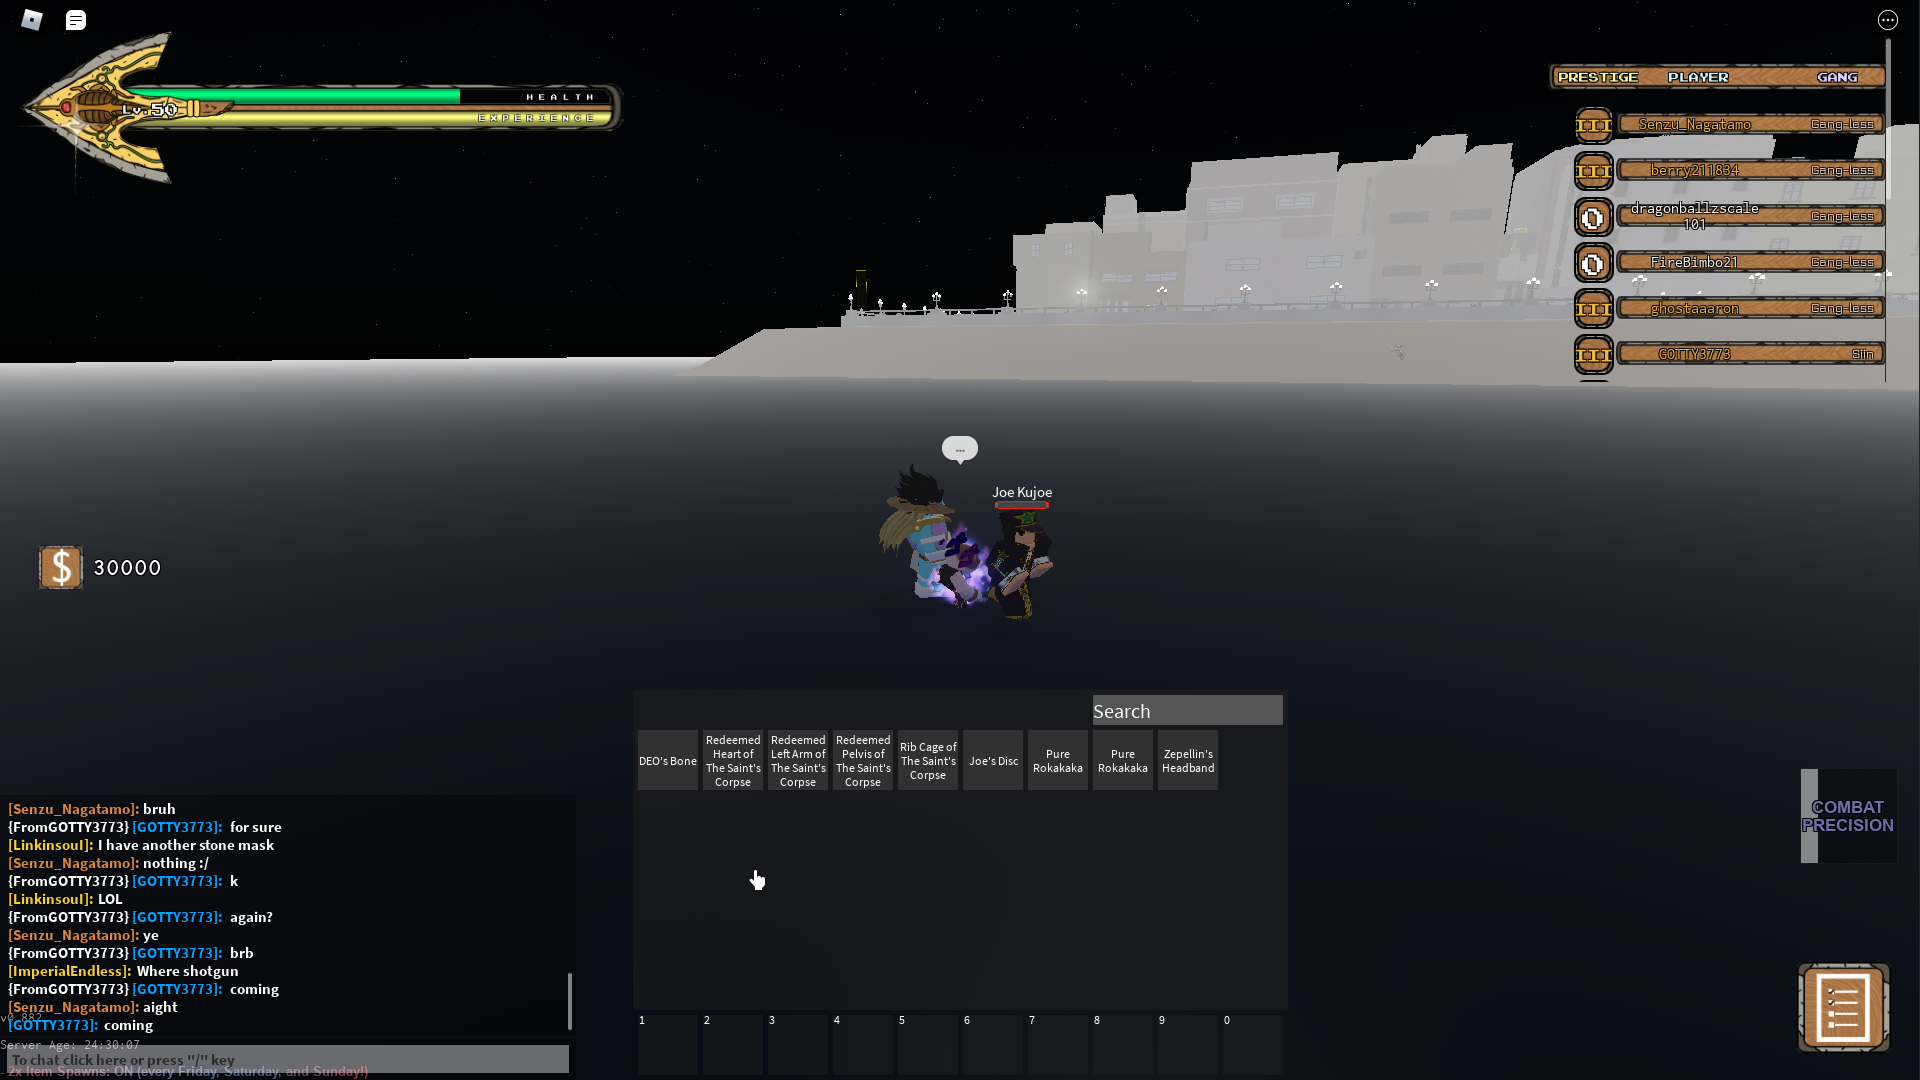 Lv.50
HEALTH
EXPERIENCE
PRESTIGE PLAYER GANG
III Senzu_Nagatamo Gang-less
III berry211834 Gang-less
0 dragonballzscale
101 Gang-less
0 FireBimbo21 Gang-less
III ghostaaaron Gang-less
III GOTTY3773 Siin
...
Joe Kujoe
$ 30000
Search
DEO's Bone
Redeemed
Heart of
The Saint's
Corpse
Redeemed
Left Arm of
The Saint's
Corpse
Redeemed
Pelvis of
The Saint's
Corpse
Rib Cage of
The Saint's
Corpse
Joe's Disc
Pure
Rokakaka
Pure
Rokakaka
Zepellin's
Headband
COMBAT
PRECISION
[Senzu_Nagatamo]: bruh
{FromGOTTY3773} [GOTTY3773]: for sure
[Linkinsoul]: I have another stone mask
[Senzu_Nagatamo]: nothing :/
{FromGOTTY3773} [GOTTY3773]: k
[Linkinsoul]: LOL
{FromGOTTY3773} [GOTTY3773]: again?
[Senzu_Nagatamo]: ye
{FromGOTTY3773} [GOTTY3773]: brb
[ImperialEndless]: Where shotgun
{FromGOTTY3773} [GOTTY3773]: coming
[Senzu_Nagatamo]: aight
v0.882
[GOTTY3773]: coming
Server Age: 24:30:07
To chat click here or press "/" key
2x Item Spawns: ON (every Friday, Saturday, and Sunday!)
1 2 3 4 5 6 7 8 9 0